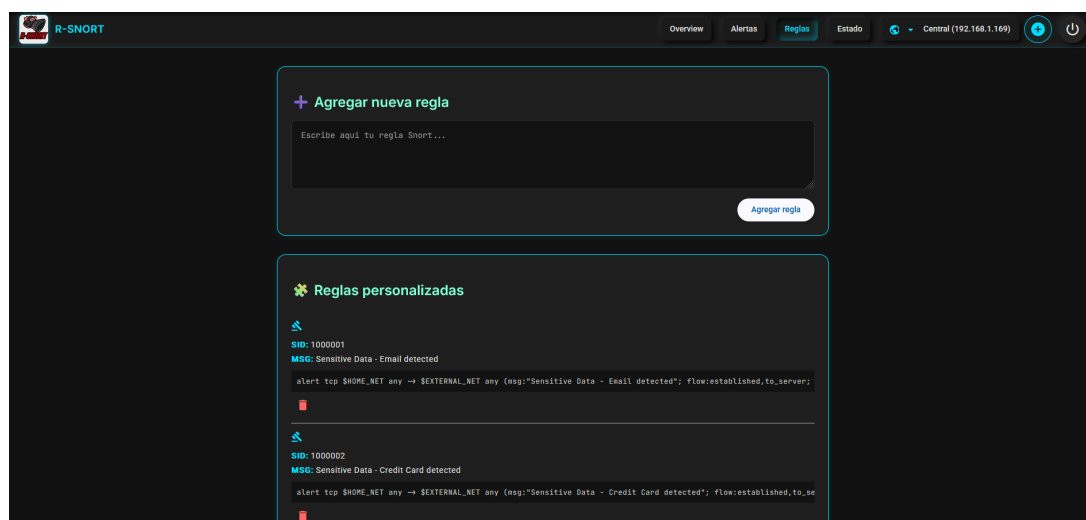 R-SNORT
R-SNORT
Overview
Alertas
Reglas
Estado
Central (192.168.1.169)
Agregar nueva regla
Escribe aquí tu regla Snort...
Agregar regla
Reglas personalizadas
SID: 1000001
MSG: Sensitive Data - Email detected
alert tcp $HOME_NET any -> $EXTERNAL_NET any (msg:"Sensitive Data - Email detected"; flow:established,to_server;
SID: 1000002
MSG: Sensitive Data - Credit Card detected
alert tcp $HOME_NET any -> $EXTERNAL_NET any (msg:"Sensitive Data - Credit Card detected"; flow:established,to_se